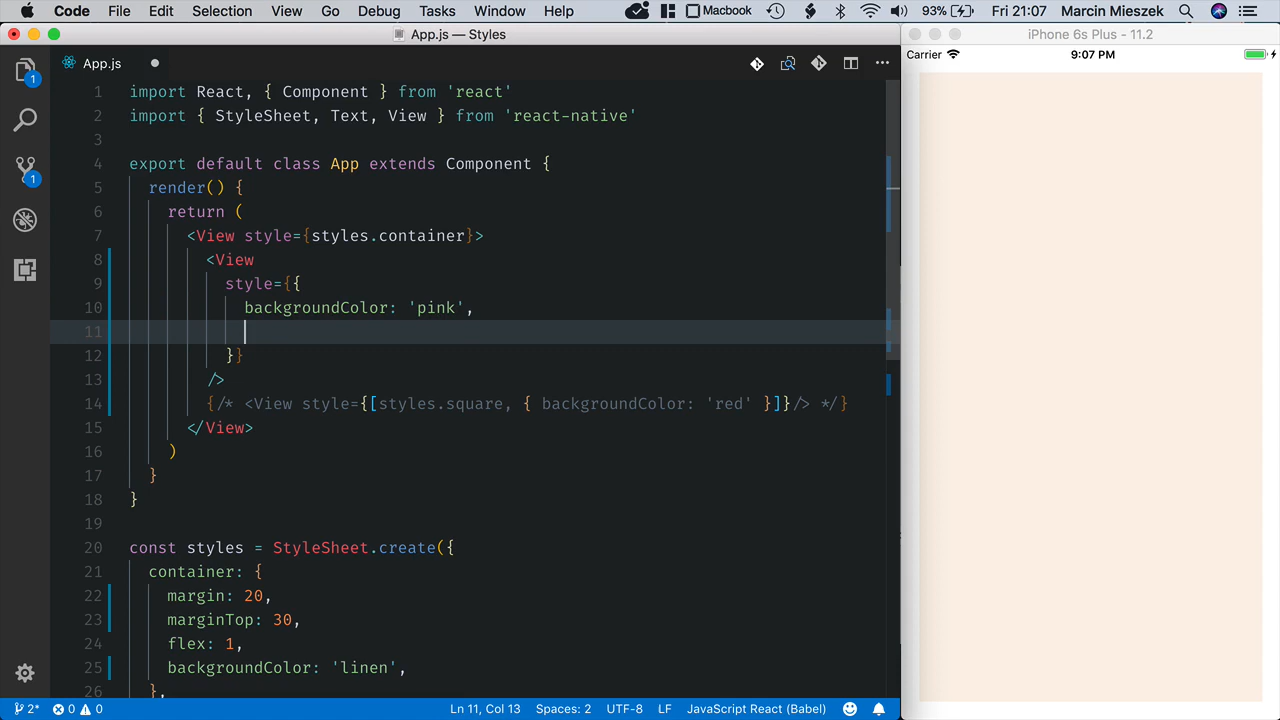 Code File Edit Selection View Go Debug Tasks Window Help Macbook 93% Fri 21:07 Marcin Mieszek
App.js — Styles
App.js
1 import React, { Component } from 'react'
2 import { StyleSheet, Text, View } from 'react-native'
3
4 export default class App extends Component {
5 render() {
6 return (
7 <View style={styles.container}>
8 <View
9 style={{
10 backgroundColor: 'pink',
11
12 }}
13 />
14 {/* <View style={[styles.square, { backgroundColor: 'red' }]}/> */}
15 </View>
16 )
17 }
18 }
19
20 const styles = StyleSheet.create({
21 container: {
22 margin: 20,
23 marginTop: 30,
24 flex: 1,
25 backgroundColor: 'linen',
26 },
1
1
2* 0 0 Ln 11, Col 13 Spaces: 2 UTF-8 LF JavaScript React (Babel)
iPhone 6s Plus - 11.2
Carrier 9:07 PM